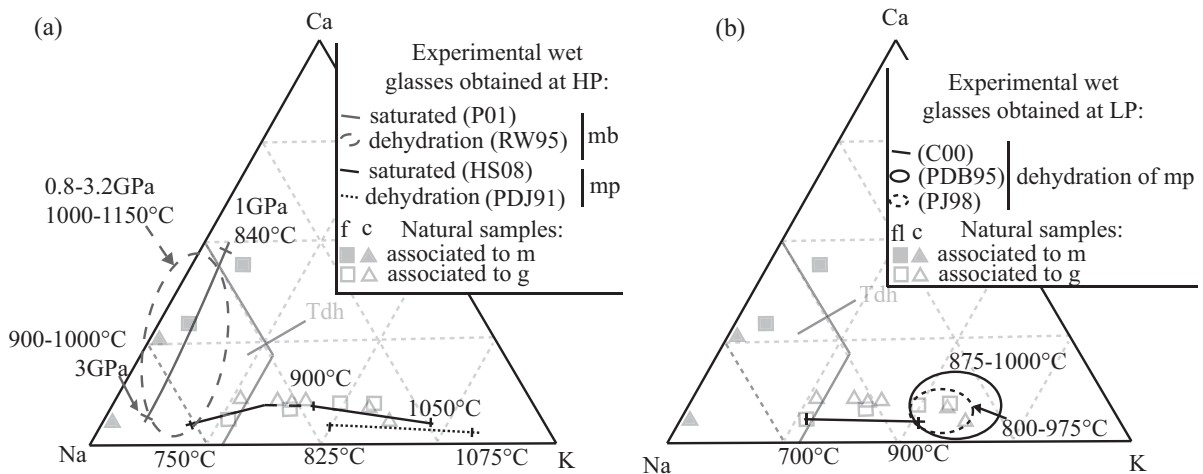 (a)
Ca
Experimental wet
glasses obtained at HP:
saturated (P01)
dehydration (RW95)
mb
saturated (HS08)
dehydration (PDJ91)
mp
f c Natural samples:
associated to m
associated to g
0.8-3.2GPa
1000-1150°C
1GPa
840°C
Tdh
900-1000°C
3GPa
900°C
1050°C
Na
750°C
825°C
1075°C
K
(b)
Ca
Experimental wet
glasses obtained at LP:
(C00)
(PDB95)
(PJ98)
dehydration of mp
fl c Natural samples:
associated to m
associated to g
Tdh
875-1000°C
800-975°C
Na
700°C
900°C
K